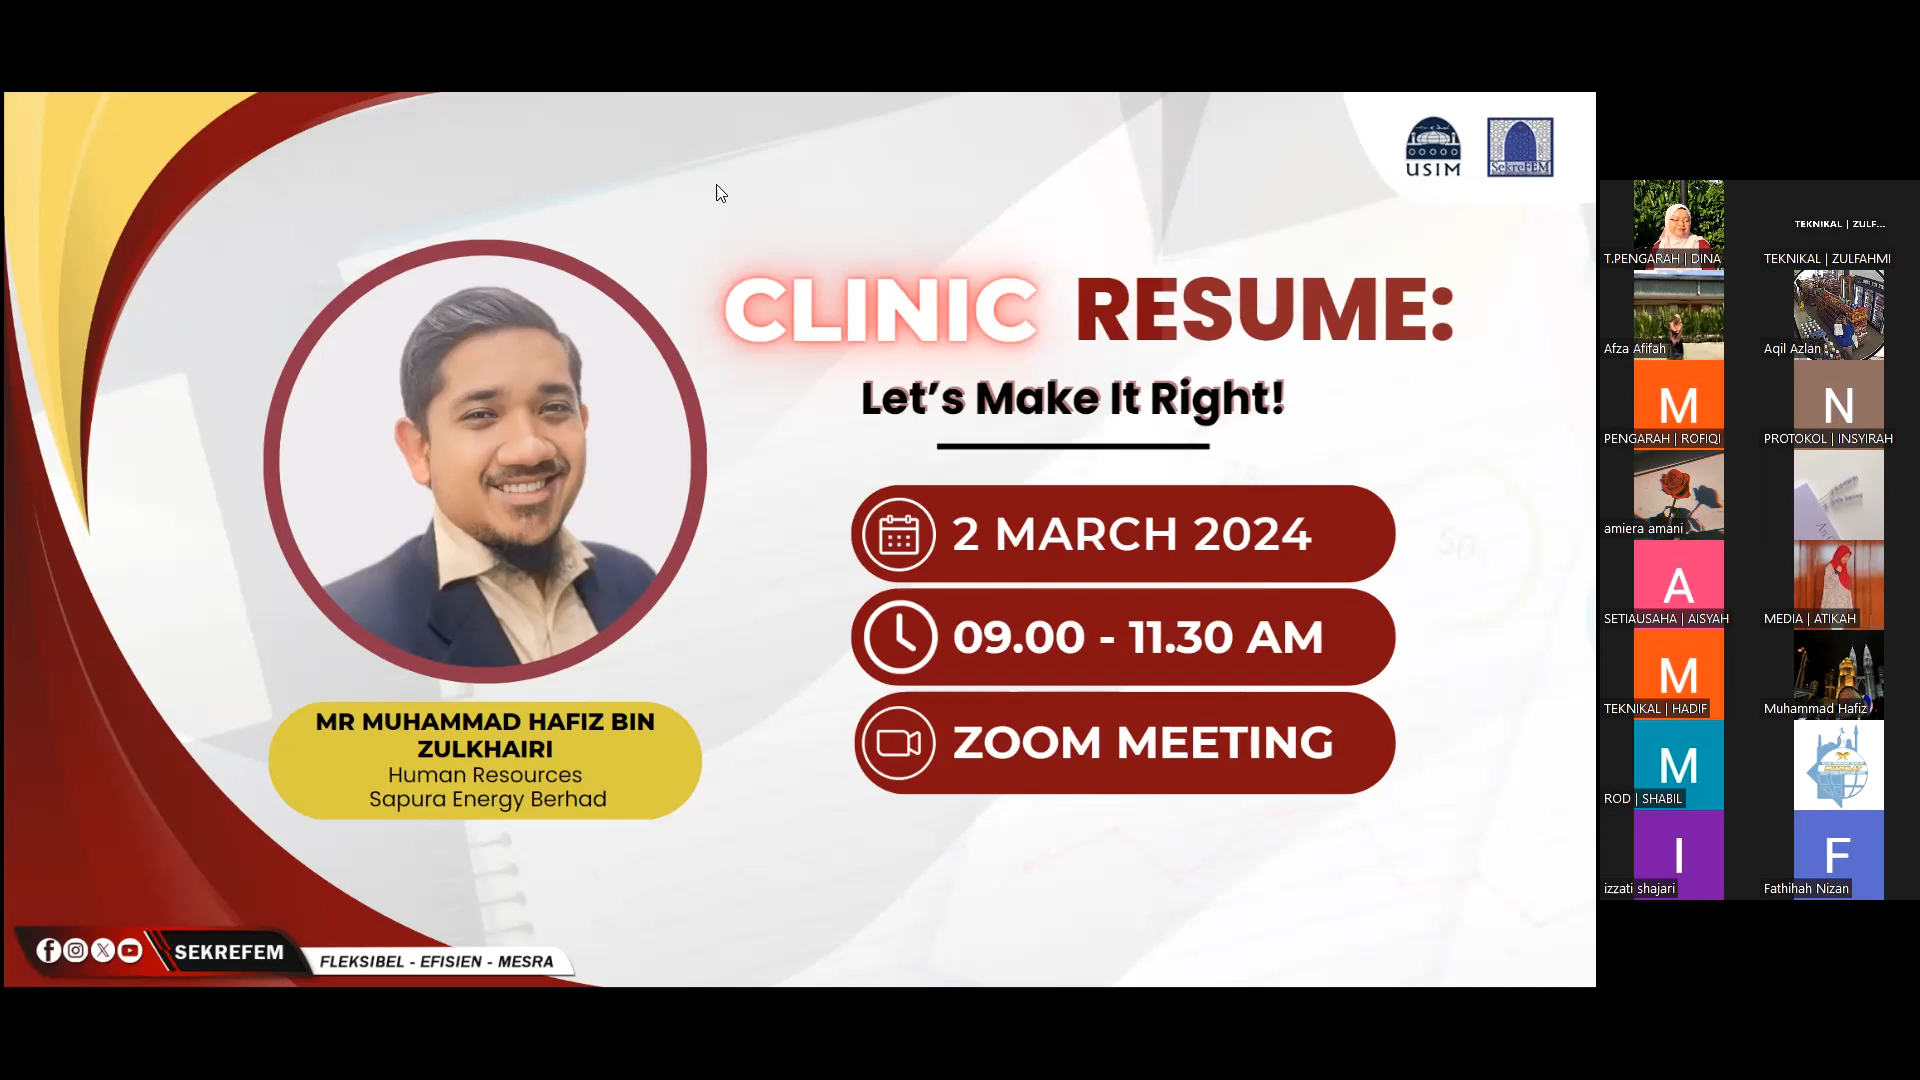 USIM
SekreFEM
CLINIC RESUME:
Let's Make It Right!
2 MARCH 2024
09.00 - 11.30 AM
ZOOM MEETING
MR MUHAMMAD HAFIZ BIN
ZULKHAIRI
Human Resources
Sapura Energy Berhad
SEKREFEM
FLEKSIBEL - EFISIEN - MESRA
T.PENGARAH | DINA
TEKNIKAL | ZULF...
TEKNIKAL | ZULFAHMI
Afza Afifah
Aqil Azlan
M
PENGARAH | ROFIQI
N
PROTOKOL | INSYIRAH
amiera amani
A
SETIAUSAHA | AISYAH
MEDIA | ATIKAH
M
TEKNIKAL | HADIF
Muhammad Hafiz
M
ROD | SHABIL
I
izzati shajari
F
Fathihah Nizan